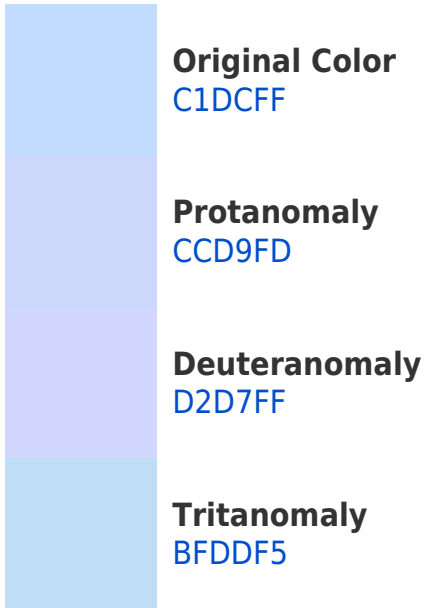 Original Color
C1DCFF
Protanomaly
CCD9FD
Deuteranomaly
D2D7FF
Tritanomaly
BFDDF5